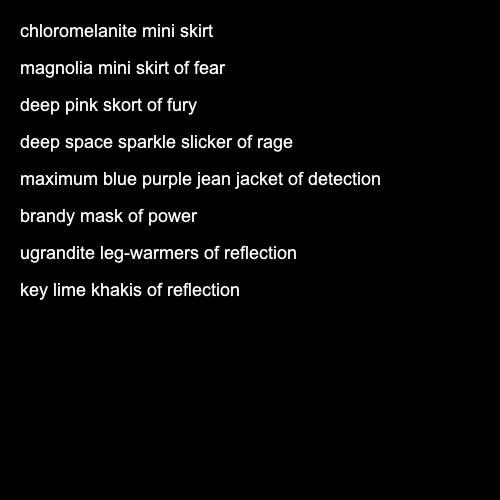 chloromelanite mini skirt
magnolia mini skirt of fear
deep pink skort of fury
deep space sparkle slicker of rage
maximum blue purple jean jacket of detection
brandy mask of power
ugrandite leg-warmers of reflection
key lime khakis of reflection